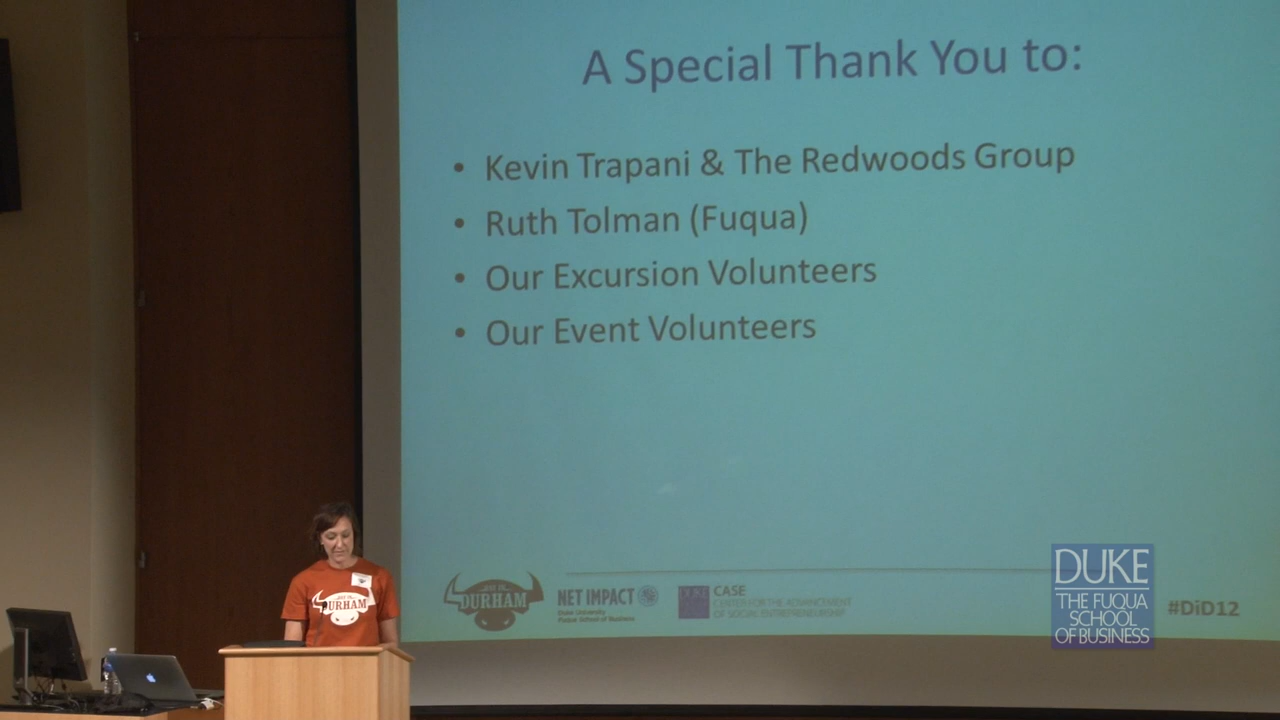 A Special Thank You to:
• Kevin Trapani & The Redwoods Group
• Ruth Tolman (Fuqua)
• Our Excursion Volunteers
• Our Event Volunteers
DURHAM
NET IMPACT
Duke University
Fuqua School of Business
DUKE
CASE
CENTER FOR THE ADVANCEMENT
OF SOCIAL ENTREPRENEURSHIP
DUKE
THE FUQUA
SCHOOL
OF BUSINESS
#DiD12
DURHAM